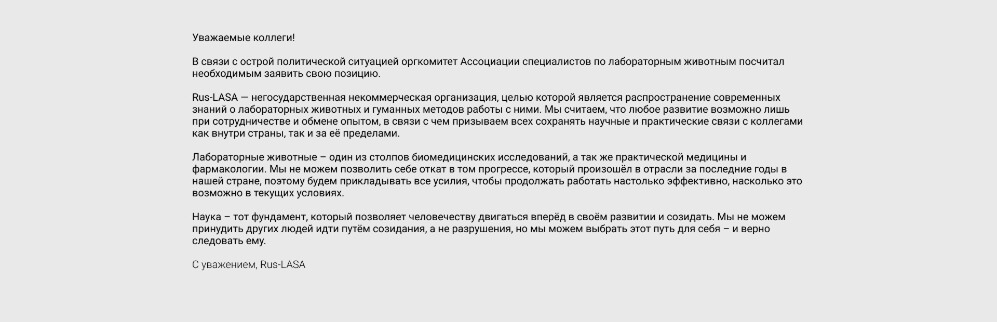 Уважаемые коллеги!
В связи с острой политической ситуацией оргкомитет Ассоциации специалистов по лабораторным животным посчитал
необходимым заявить свою позицию.
Rus-LASA — негосударственная некоммерческая организация, целью которой является распространение современных
знаний о лабораторных животных и гуманных методов работы с ними. Мы считаем, что любое развитие возможно лишь
при сотрудничестве и обмене опытом, в связи с чем призываем всех сохранять научные и практические связи с коллегами
как внутри страны, так и за её пределами.
Лабораторные животные – один из столпов биомедицинских исследований, а так же практической медицины и
фармакологии. Мы не можем позволить себе откат в том прогрессе, который произошёл в отрасли за последние годы в
нашей стране, поэтому будем прикладывать все усилия, чтобы продолжать работать настолько эффективно, насколько это
возможно в текущих условиях.
Наука – тот фундамент, который позволяет человечеству двигаться вперёд в своём развитии и созидать. Мы не можем
принудить других людей идти путём созидания, а не разрушения, но мы можем выбрать этот путь для себя – и верно
следовать ему.
С уважением, Rus-LASA